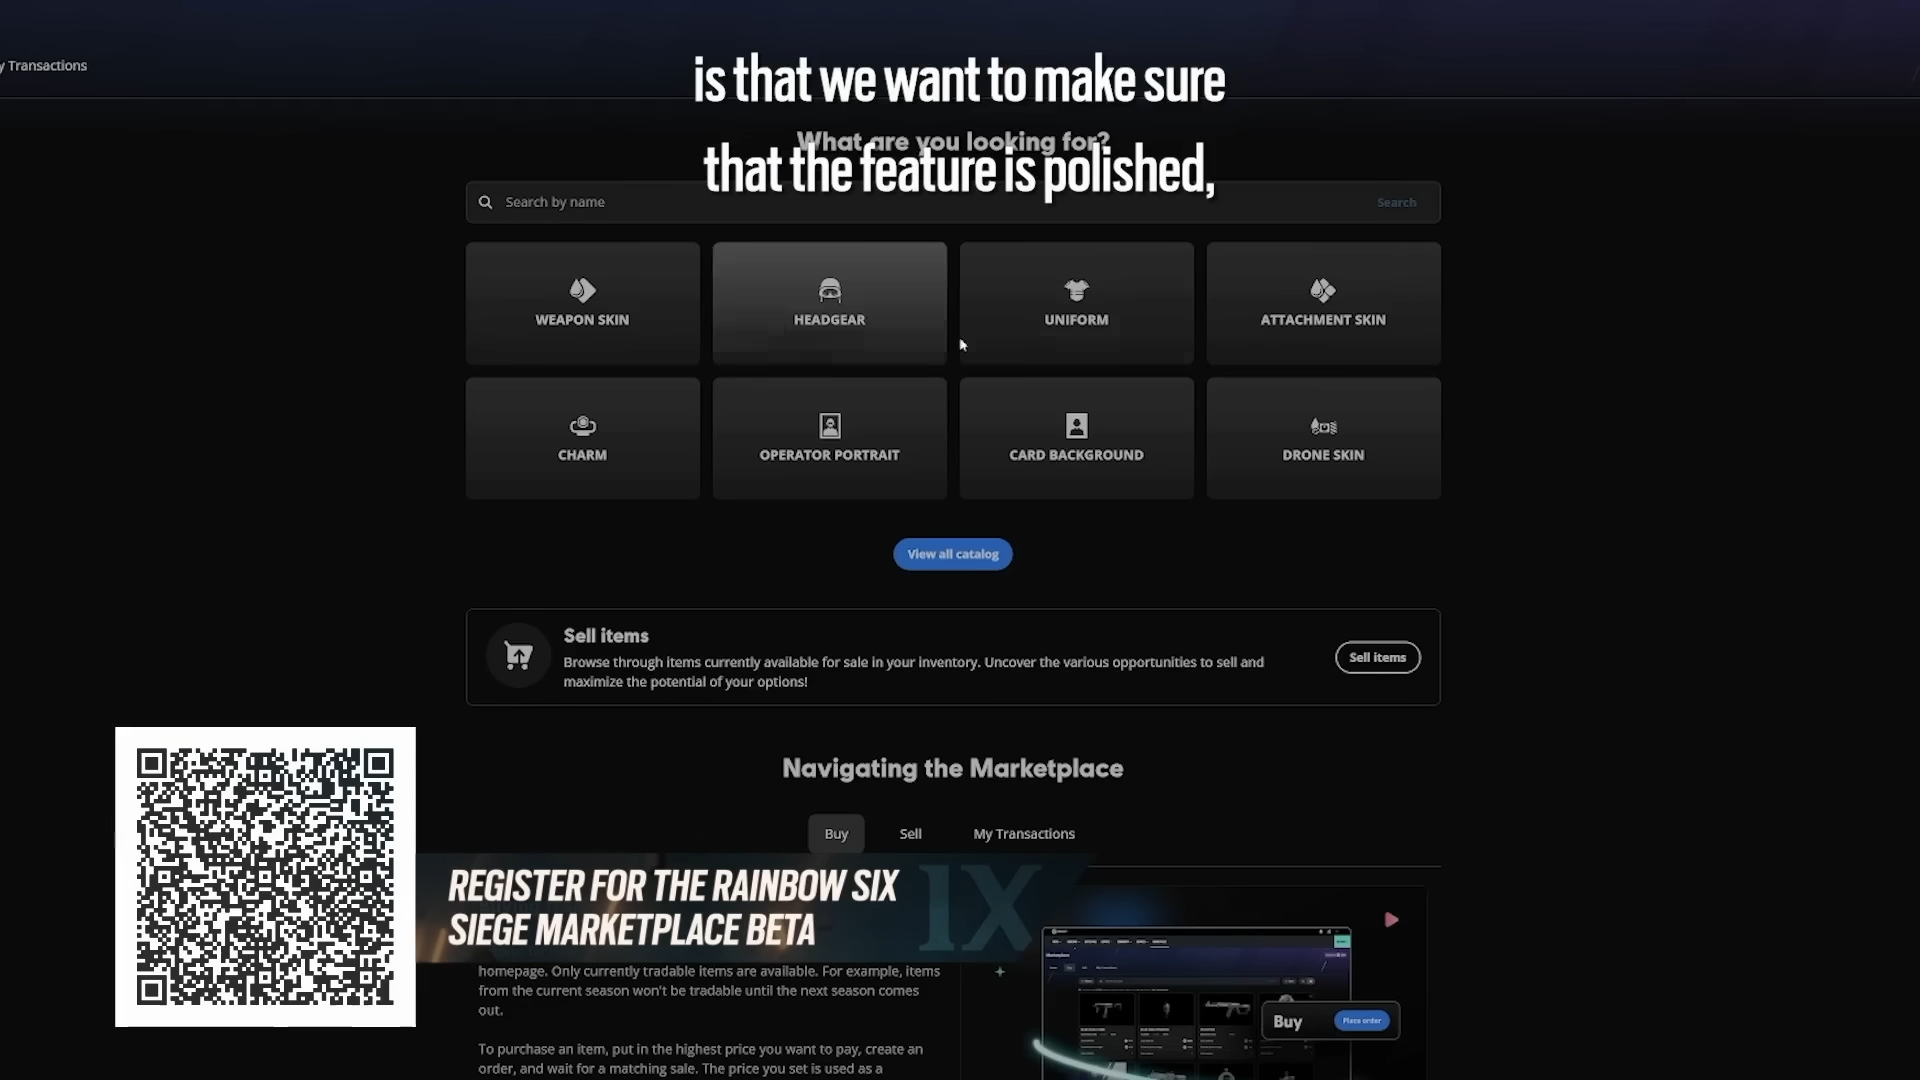 is that we want to make sure
My Transactions
What are you looking for?
that the feature is polished,
Search by name
Search
WEAPON SKIN
HEADGEAR
UNIFORM
ATTACHMENT SKIN
CHARM
OPERATOR PORTRAIT
CARD BACKGROUND
DRONE SKIN
View all catalog
Sell items
Browse through items currently available for sale in your inventory. Uncover the various opportunities to sell and
maximize the potential of your options!
Sell items
Navigating the Marketplace
Buy
Sell
My Transactions
REGISTER FOR THE RAINBOW SIX
SIEGE MARKETPLACE BETA
IX
homepage. Only currently tradable items are available. For example, items
from the current season won't be tradable until the next season comes
out.
Buy
Place order
To purchase an item, put in the highest price you want to pay, create an
order, and wait for a matching sale. The price you set is used as a